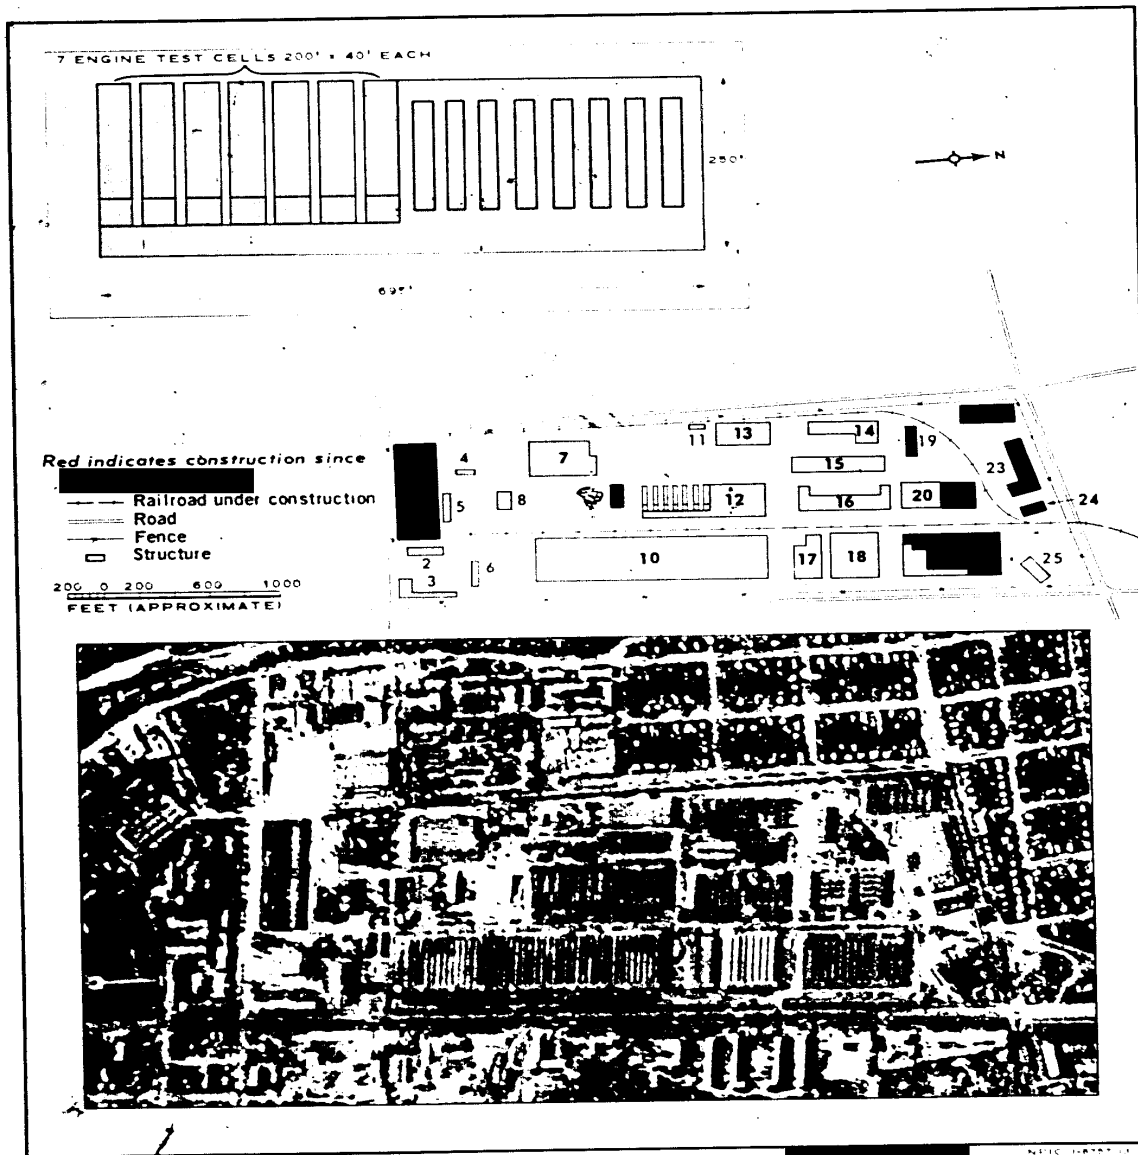 7 ENGINE TEST CELLS 200' x 40' EACH
250'
N
695'
11
13
14
19
Red indicates construction since
4
7
15
23
Railroad under construction
5
8
12
16
20
24
Road
Fence
Structure
2
10
17
18
25
6
3
200 0 200 600 1000
FEET (APPROXIMATE)
NPIC